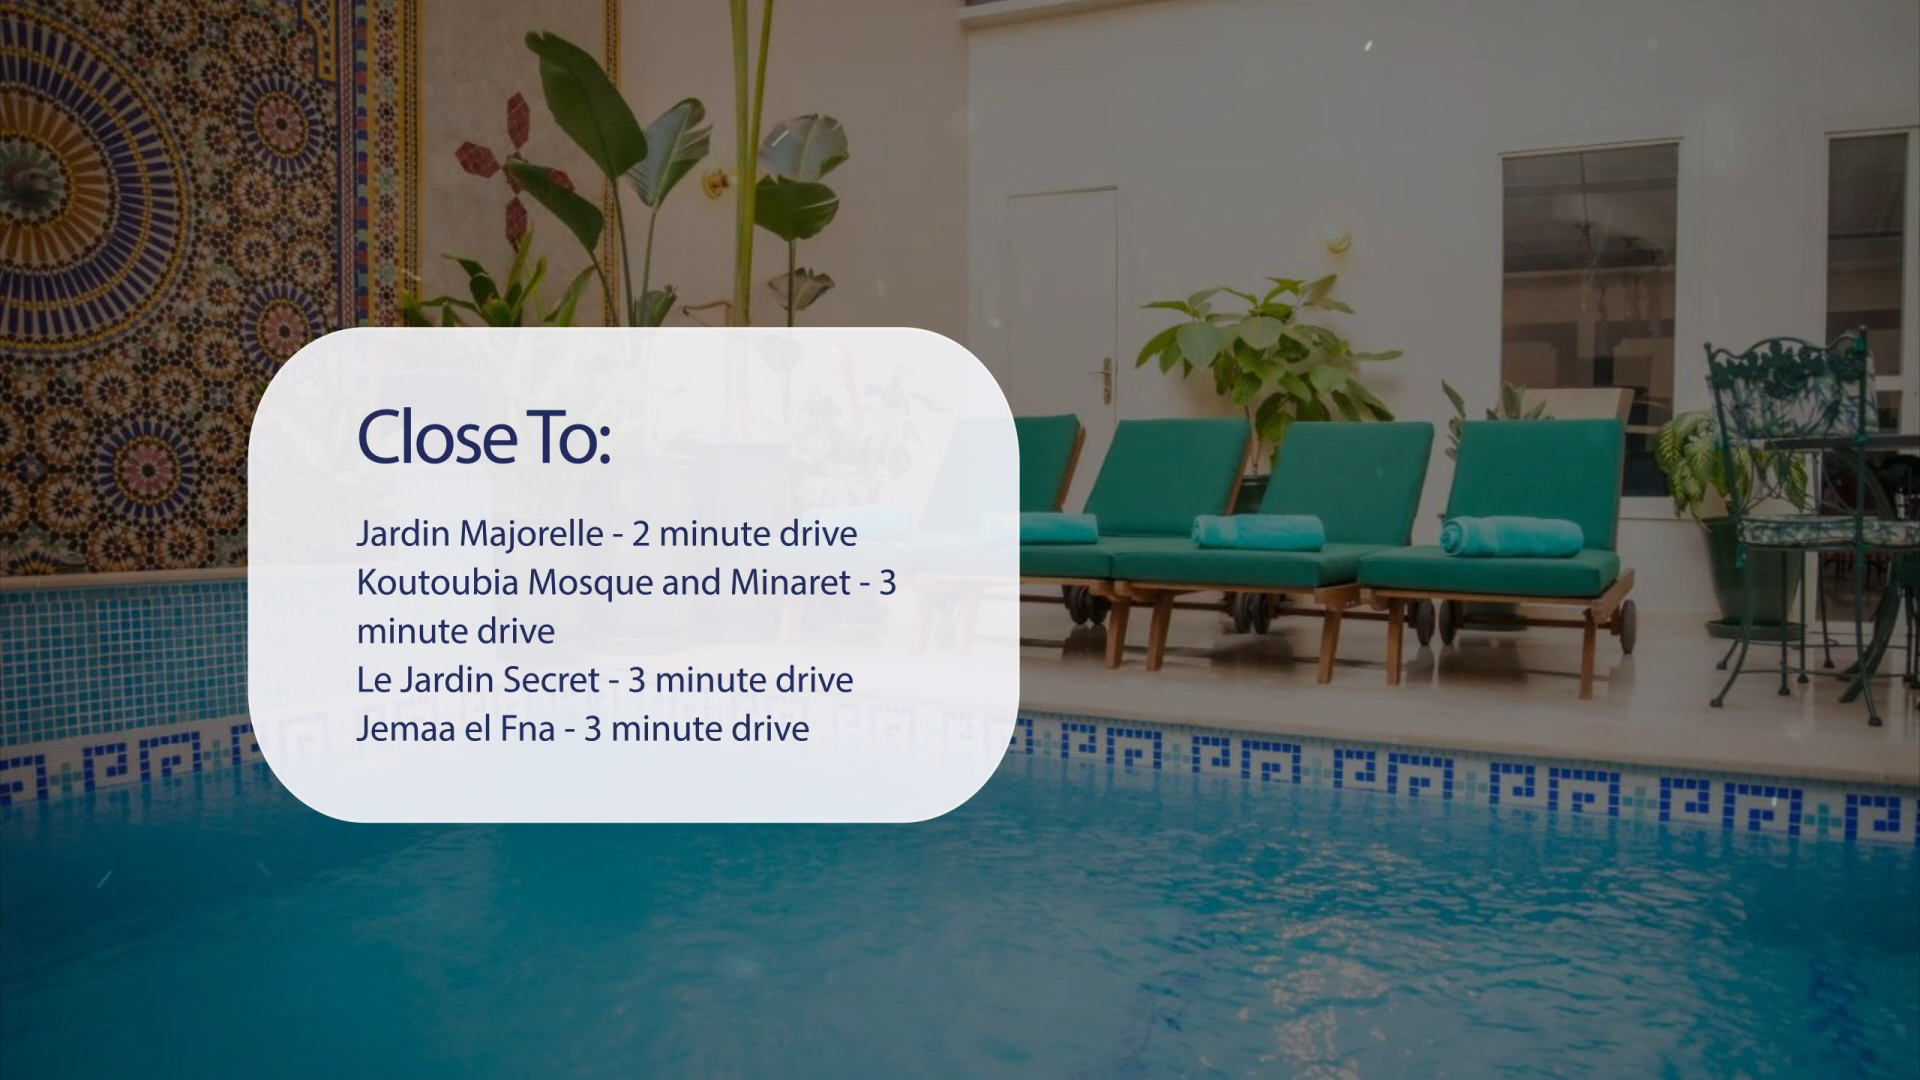 Close To:
Jardin Majorelle - 2 minute drive
Koutoubia Mosque and Minaret - 3
minute drive
Le Jardin Secret - 3 minute drive
Jemaa el Fna - 3 minute drive